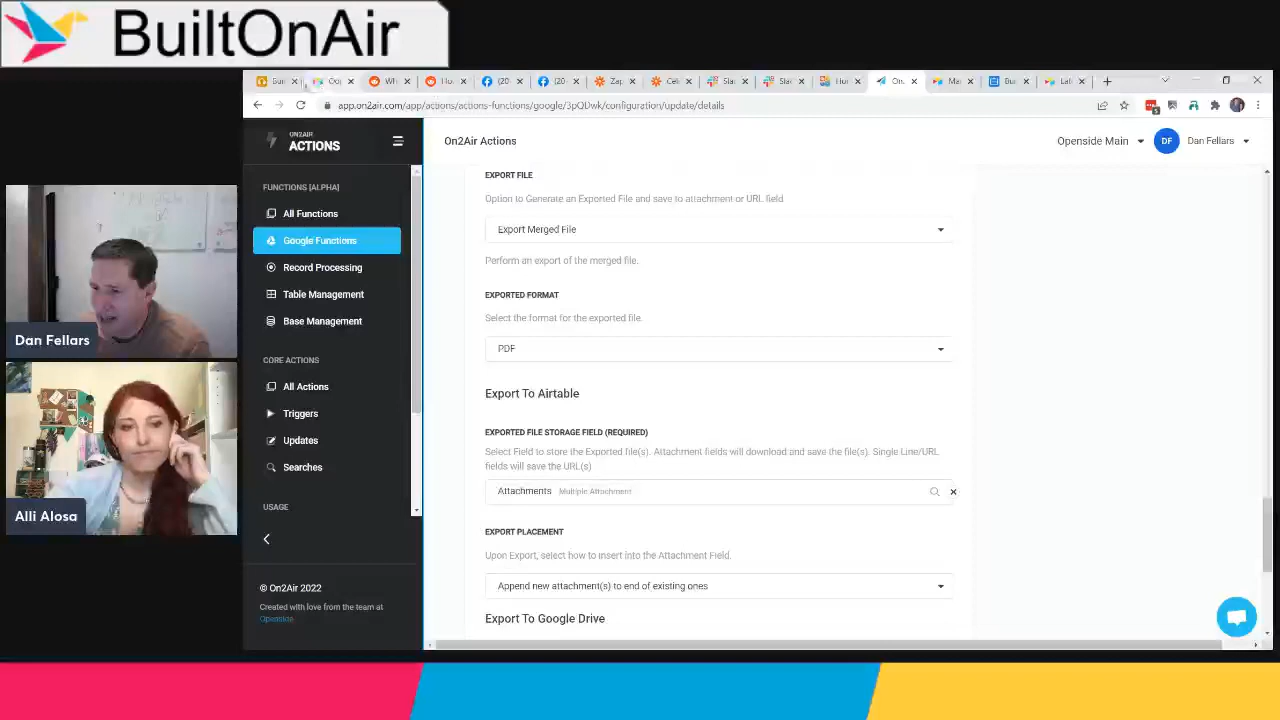 BuiltOnAir
app.on2air.com/app/actions/actions-functions/google/3pQDwk/configuration/update/details
ON2AIR
ACTIONS
FUNCTIONS [ALPHA]
All Functions
Google Functions
Record Processing
Table Management
Base Management
CORE ACTIONS
All Actions
Triggers
Updates
Searches
USAGE
© On2Air 2022
Created with love from the team at
Openside
On2Air Actions
Openside Main
DF
Dan Fellars
EXPORT FILE
Option to Generate an Exported File and save to attachment or URL field
Export Merged File
Perform an export of the merged file.
EXPORTED FORMAT
Select the format for the exported file.
PDF
Export To Airtable
EXPORTED FILE STORAGE FIELD (REQUIRED)
Select Field to store the Exported file(s). Attachment fields will download and save the file(s). Single Line/URL
fields will save the URL(s)
Attachments Multiple Attachment
EXPORT PLACEMENT
Upon Export, select how to insert into the Attachment Field.
Append new attachment(s) to end of existing ones
Export To Google Drive
Dan Fellars
Alli Alosa